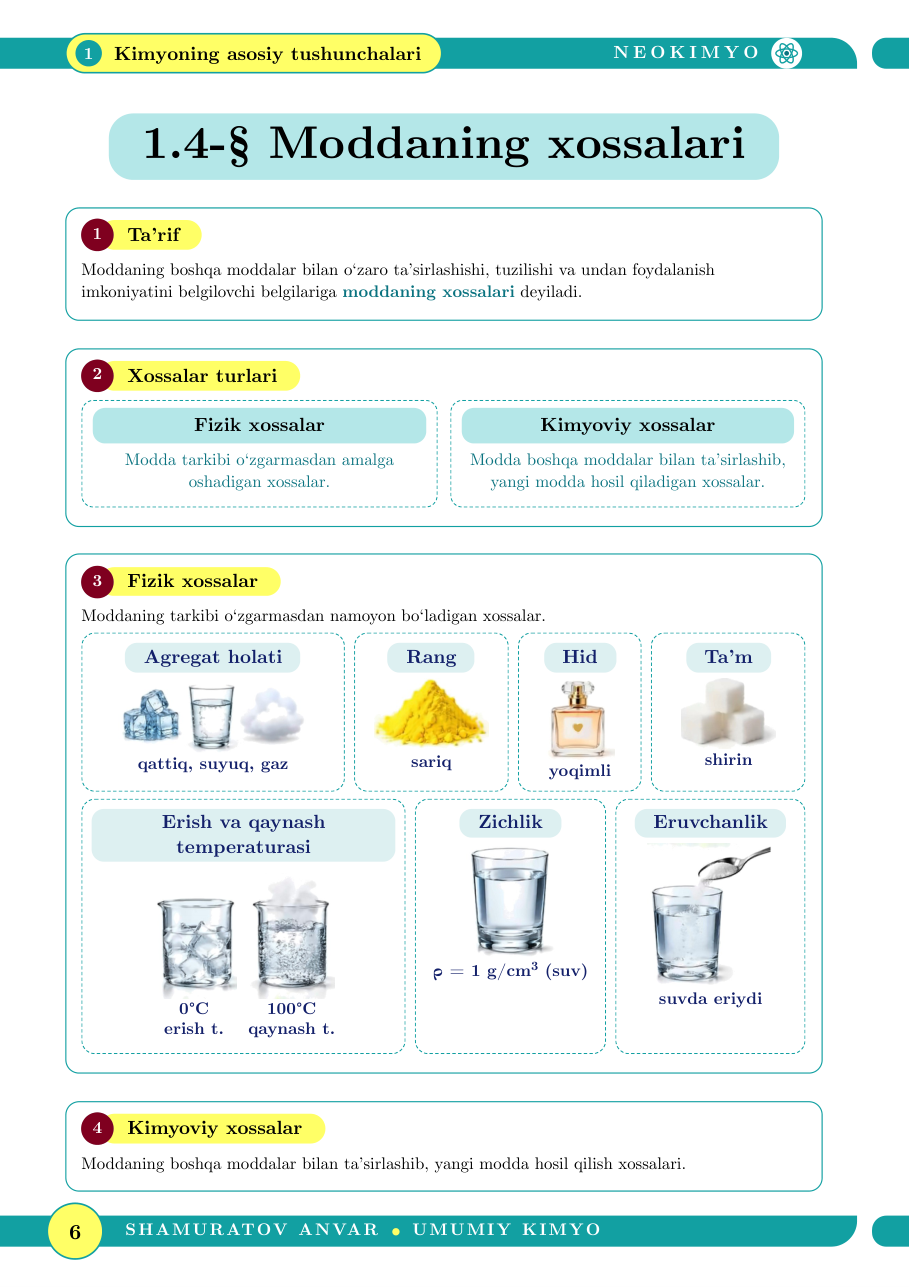 1 Kimyoning asosiy tushunchalari
NEOKIMYO
1.4-§ Moddaning xossalari
1 Ta’rif
Moddaning boshqa moddalar bilan o‘zaro ta’sirlashishi, tuzilishi va undan foydalanish
imkoniyatini belgilovchi belgilariga moddaning xossalari deyiladi.
2 Xossalar turlari
Fizik xossalar
Modda tarkibi o‘zgarmasdan amalga
oshadigan xossalar.
Kimyoviy xossalar
Modda boshqa moddalar bilan ta’sirlashib,
yangi modda hosil qiladigan xossalar.
3 Fizik xossalar
Moddaning tarkibi o‘zgarmasdan namoyon bo‘ladigan xossalar.
Agregat holati
qattiq, suyuq, gaz
Rang
sariq
Hid
yoqimli
Ta’m
shirin
Erish va qaynash
temperaturasi
0°C
erish t.
100°C
qaynash t.
Zichlik
ρ = 1 g/cm³ (suv)
Eruvchanlik
suvda eriydi
4 Kimyoviy xossalar
Moddaning boshqa moddalar bilan ta’sirlashib, yangi modda hosil qilish xossalari.
6 SHAMURATOV ANVAR • UMUMIY KIMYO